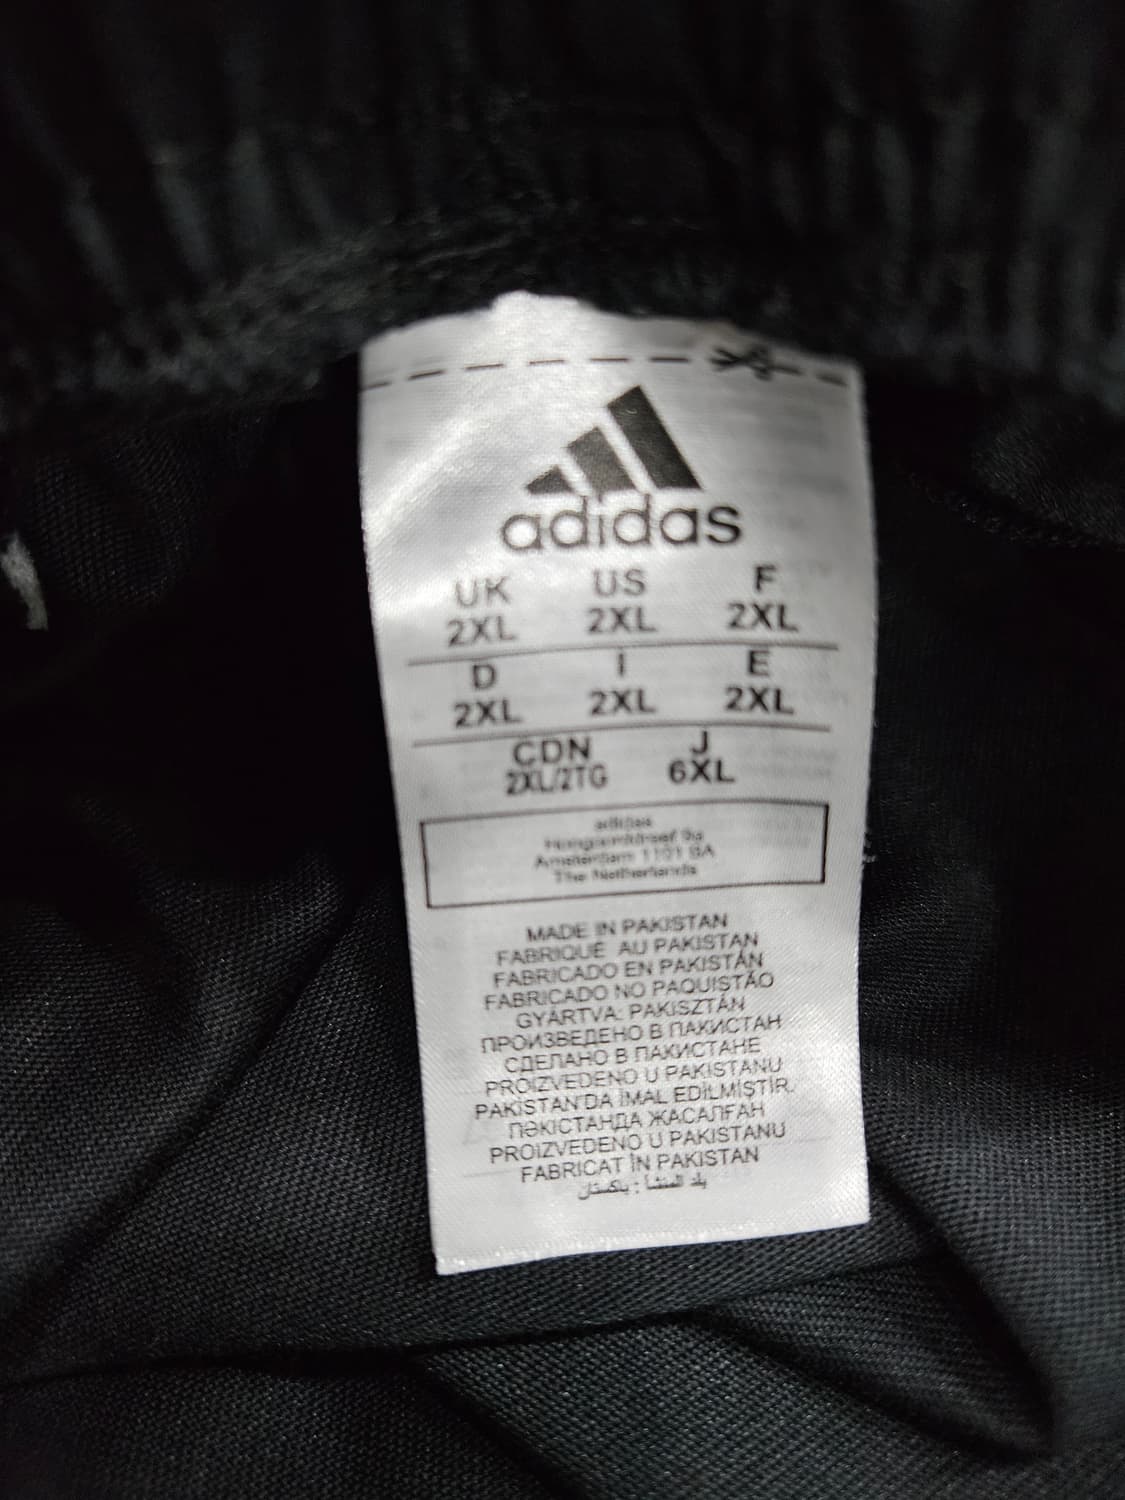 adidas
UK US F
2XL 2XL 2XL
D I E
2XL 2XL 2XL
CDN J
2XL/2TG 6XL
adidas
Amsterdam 1101 BA
The Netherlands
MADE IN PAKISTAN
FABRIQUÉ AU PAKISTAN
FABRICADO EN PAKISTÁN
FABRICADO NO PAQUISTÃO
GYÁRTVA: PAKISZTÁN
ПРОИЗВЕДЕНО В ПАКИСТАН
СДЕЛАНО В ПАКИСТАНЕ
PROIZVEDENO U PAKISTANU
PAKİSTAN'DA İMAL EDİLMİŞTİR.
ПӘКІСТАНДА ЖАСАЛҒАН
PROIZVEDENO U PAKISTANU
FABRICAT ÎN PAKISTAN
بلد المنشأ : باكستان